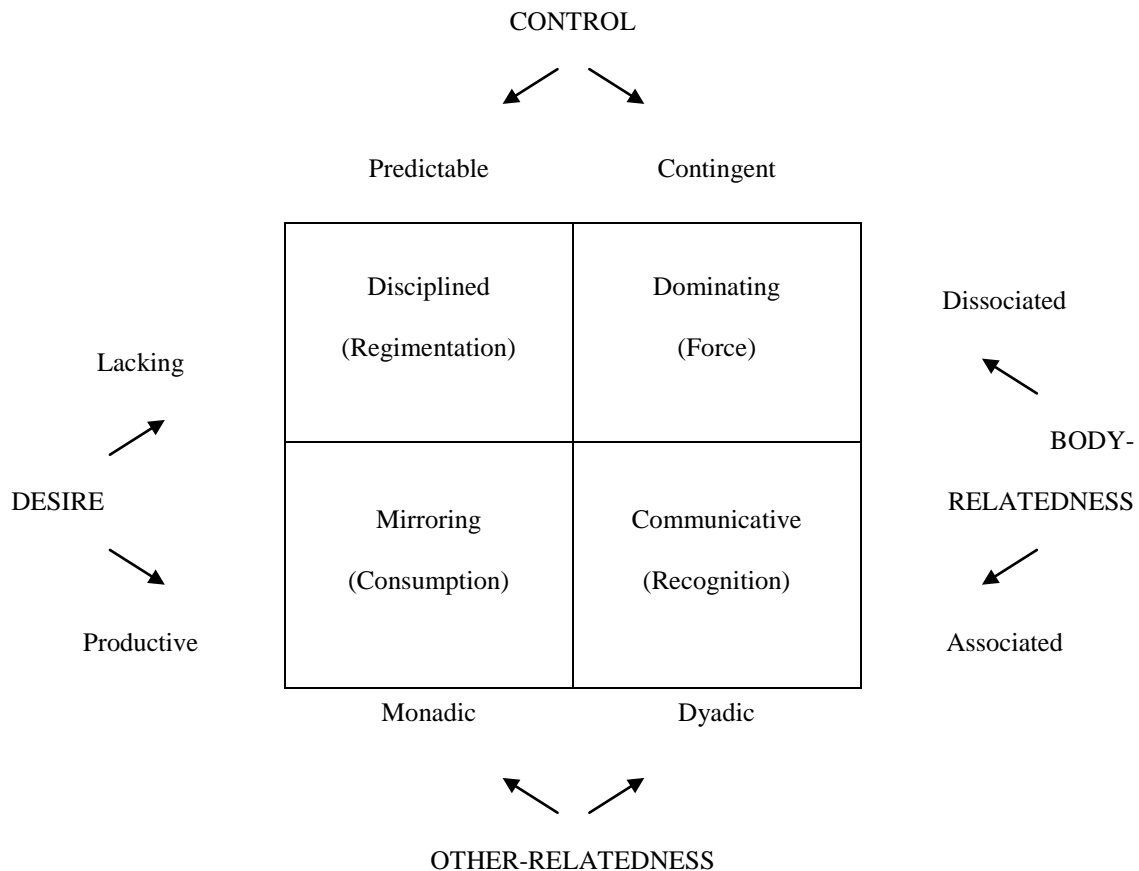 CONTROL
Predictable
Contingent
Disciplined
(Regimentation)
Dominating
(Force)
Dissociated
Lacking
BODY-
RELATEDNESS
DESIRE
Mirroring
(Consumption)
Communicative
(Recognition)
Productive
Associated
Monadic
Dyadic
OTHER-RELATEDNESS